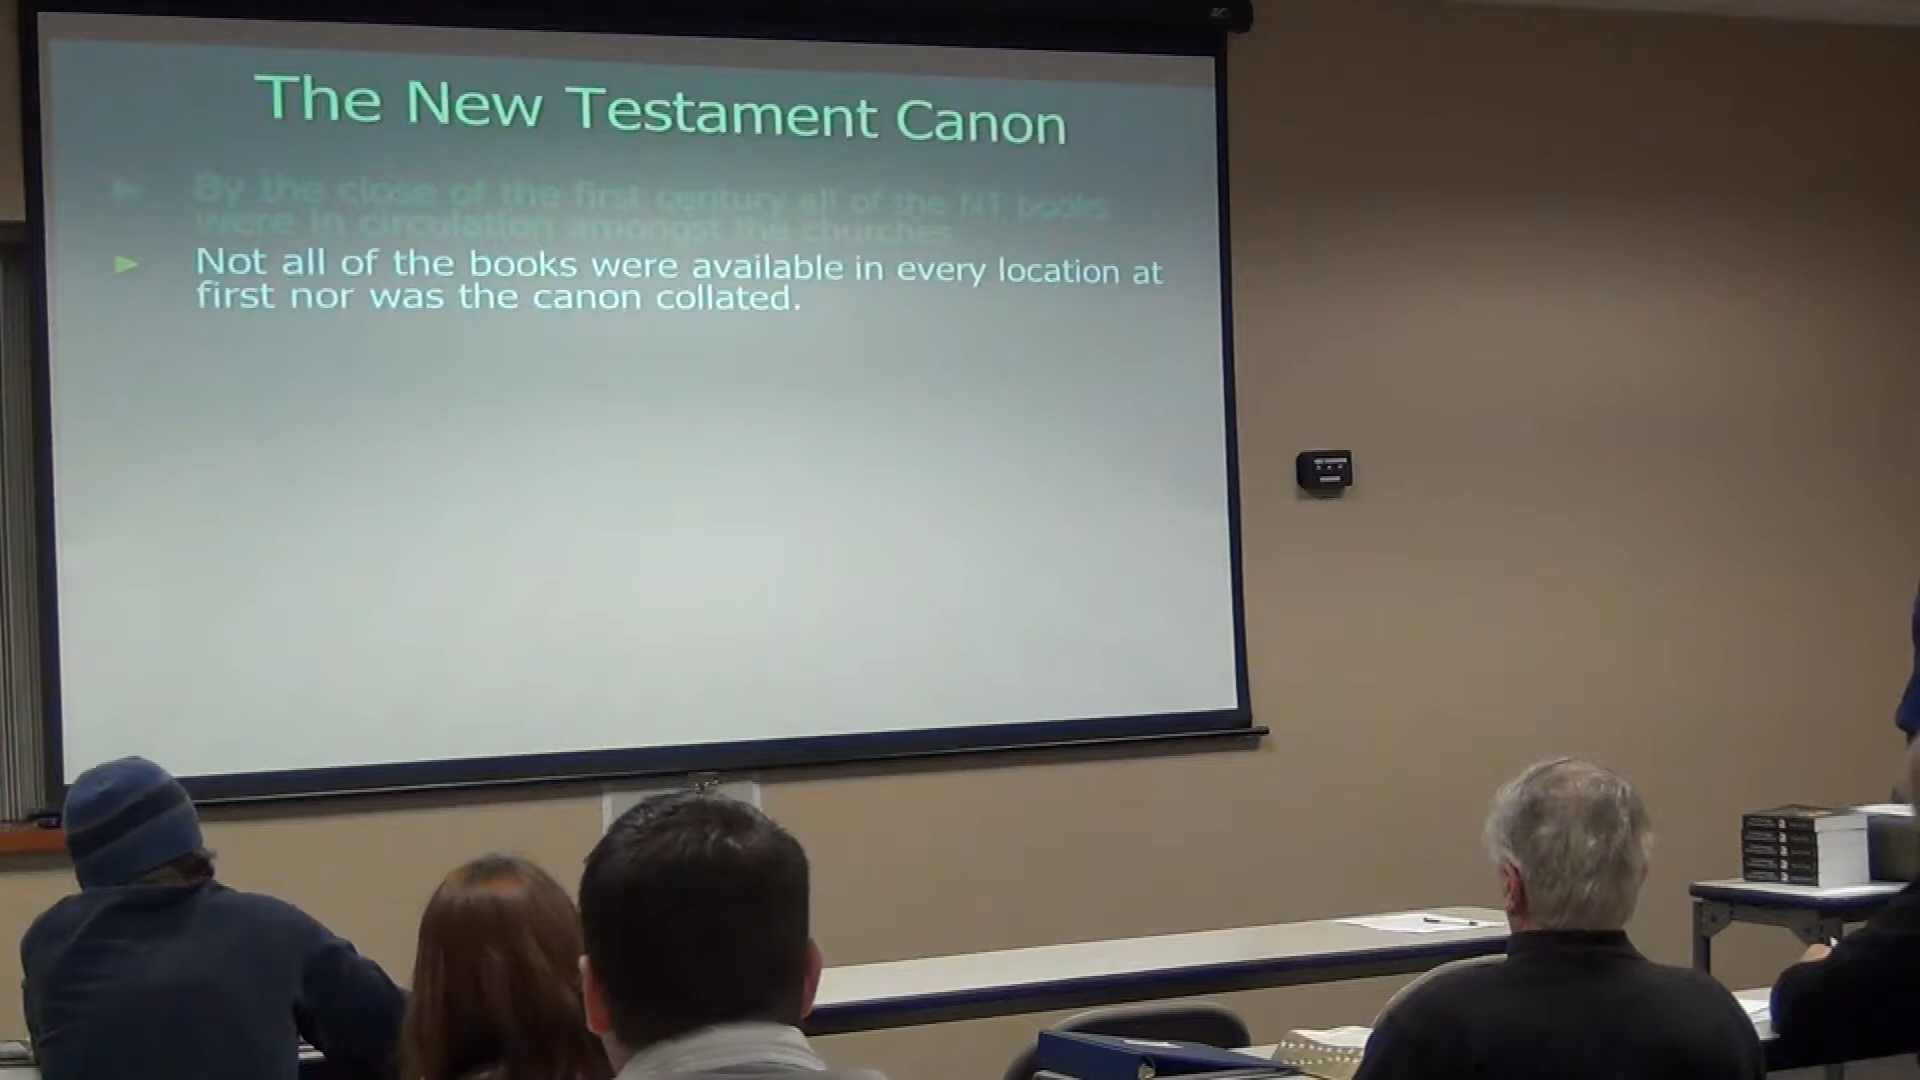 The New Testament Canon
By the close of the first century all of the NT books
were in circulation amongst the churches.
Not all of the books were available in every location at
first nor was the canon collated.